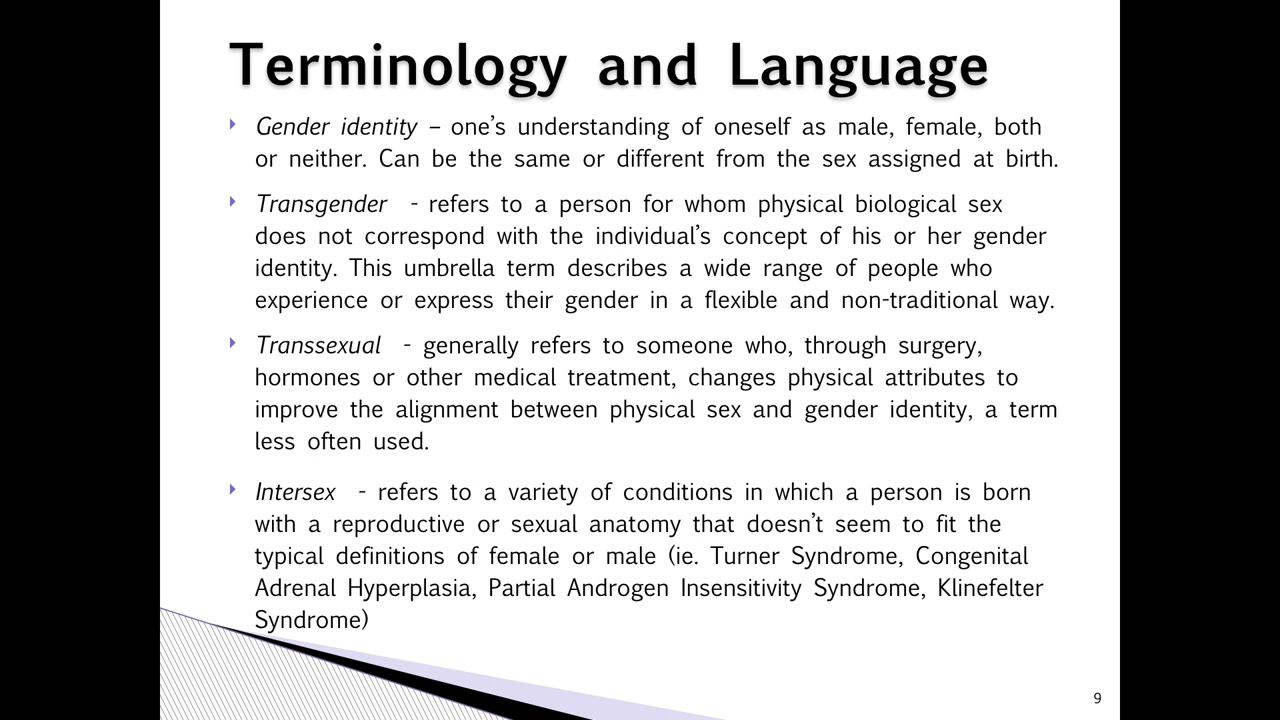 Terminology and Language
Gender identity – one’s understanding of oneself as male, female, both
or neither. Can be the same or different from the sex assigned at birth.
Transgender - refers to a person for whom physical biological sex
does not correspond with the individual’s concept of his or her gender
identity. This umbrella term describes a wide range of people who
experience or express their gender in a flexible and non-traditional way.
Transsexual - generally refers to someone who, through surgery,
hormones or other medical treatment, changes physical attributes to
improve the alignment between physical sex and gender identity, a term
less often used.
Intersex - refers to a variety of conditions in which a person is born
with a reproductive or sexual anatomy that doesn’t seem to fit the
typical definitions of female or male (ie. Turner Syndrome, Congenital
Adrenal Hyperplasia, Partial Androgen Insensitivity Syndrome, Klinefelter
Syndrome)
9